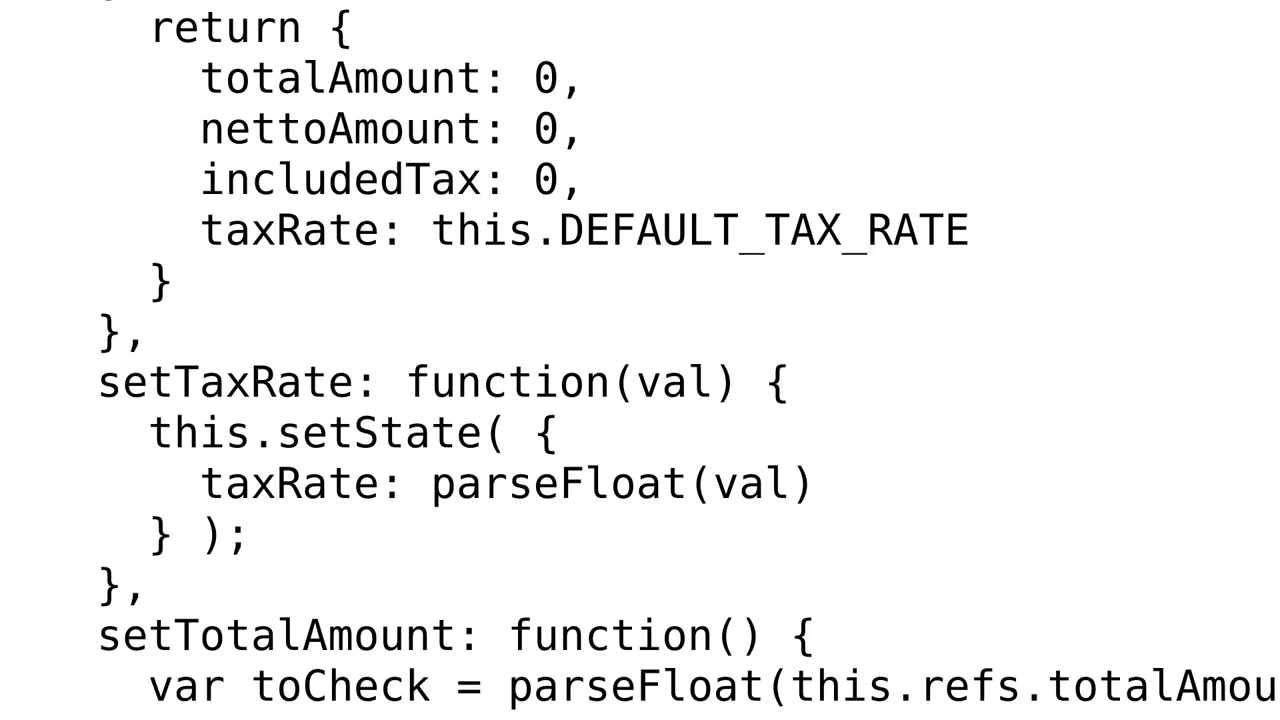 return {
totalAmount: 0,
nettoAmount: 0,
includedTax: 0,
taxRate: this.DEFAULT_TAX_RATE
}
},
setTaxRate: function(val) {
this.setState( {
taxRate: parseFloat(val)
} );
},
setTotalAmount: function() {
var toCheck = parseFloat(this.refs.totalAmou